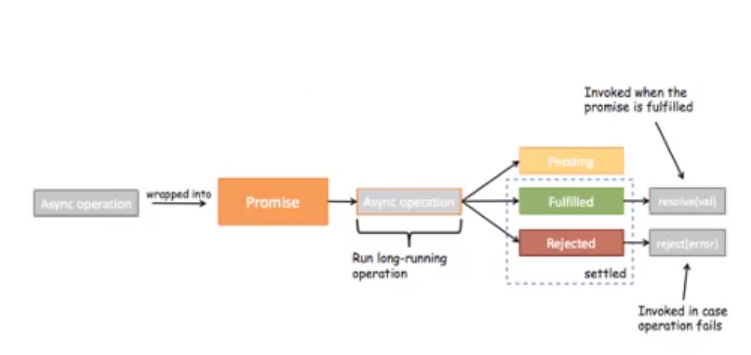 Invoked when the
promise is fulfilled
Pending
Async operation
wrapped into
Promise
Async operation
Fulfilled
resolve(val)
Rejected
reject(error)
Run long-running
operation
settled
Invoked in case
operation fails